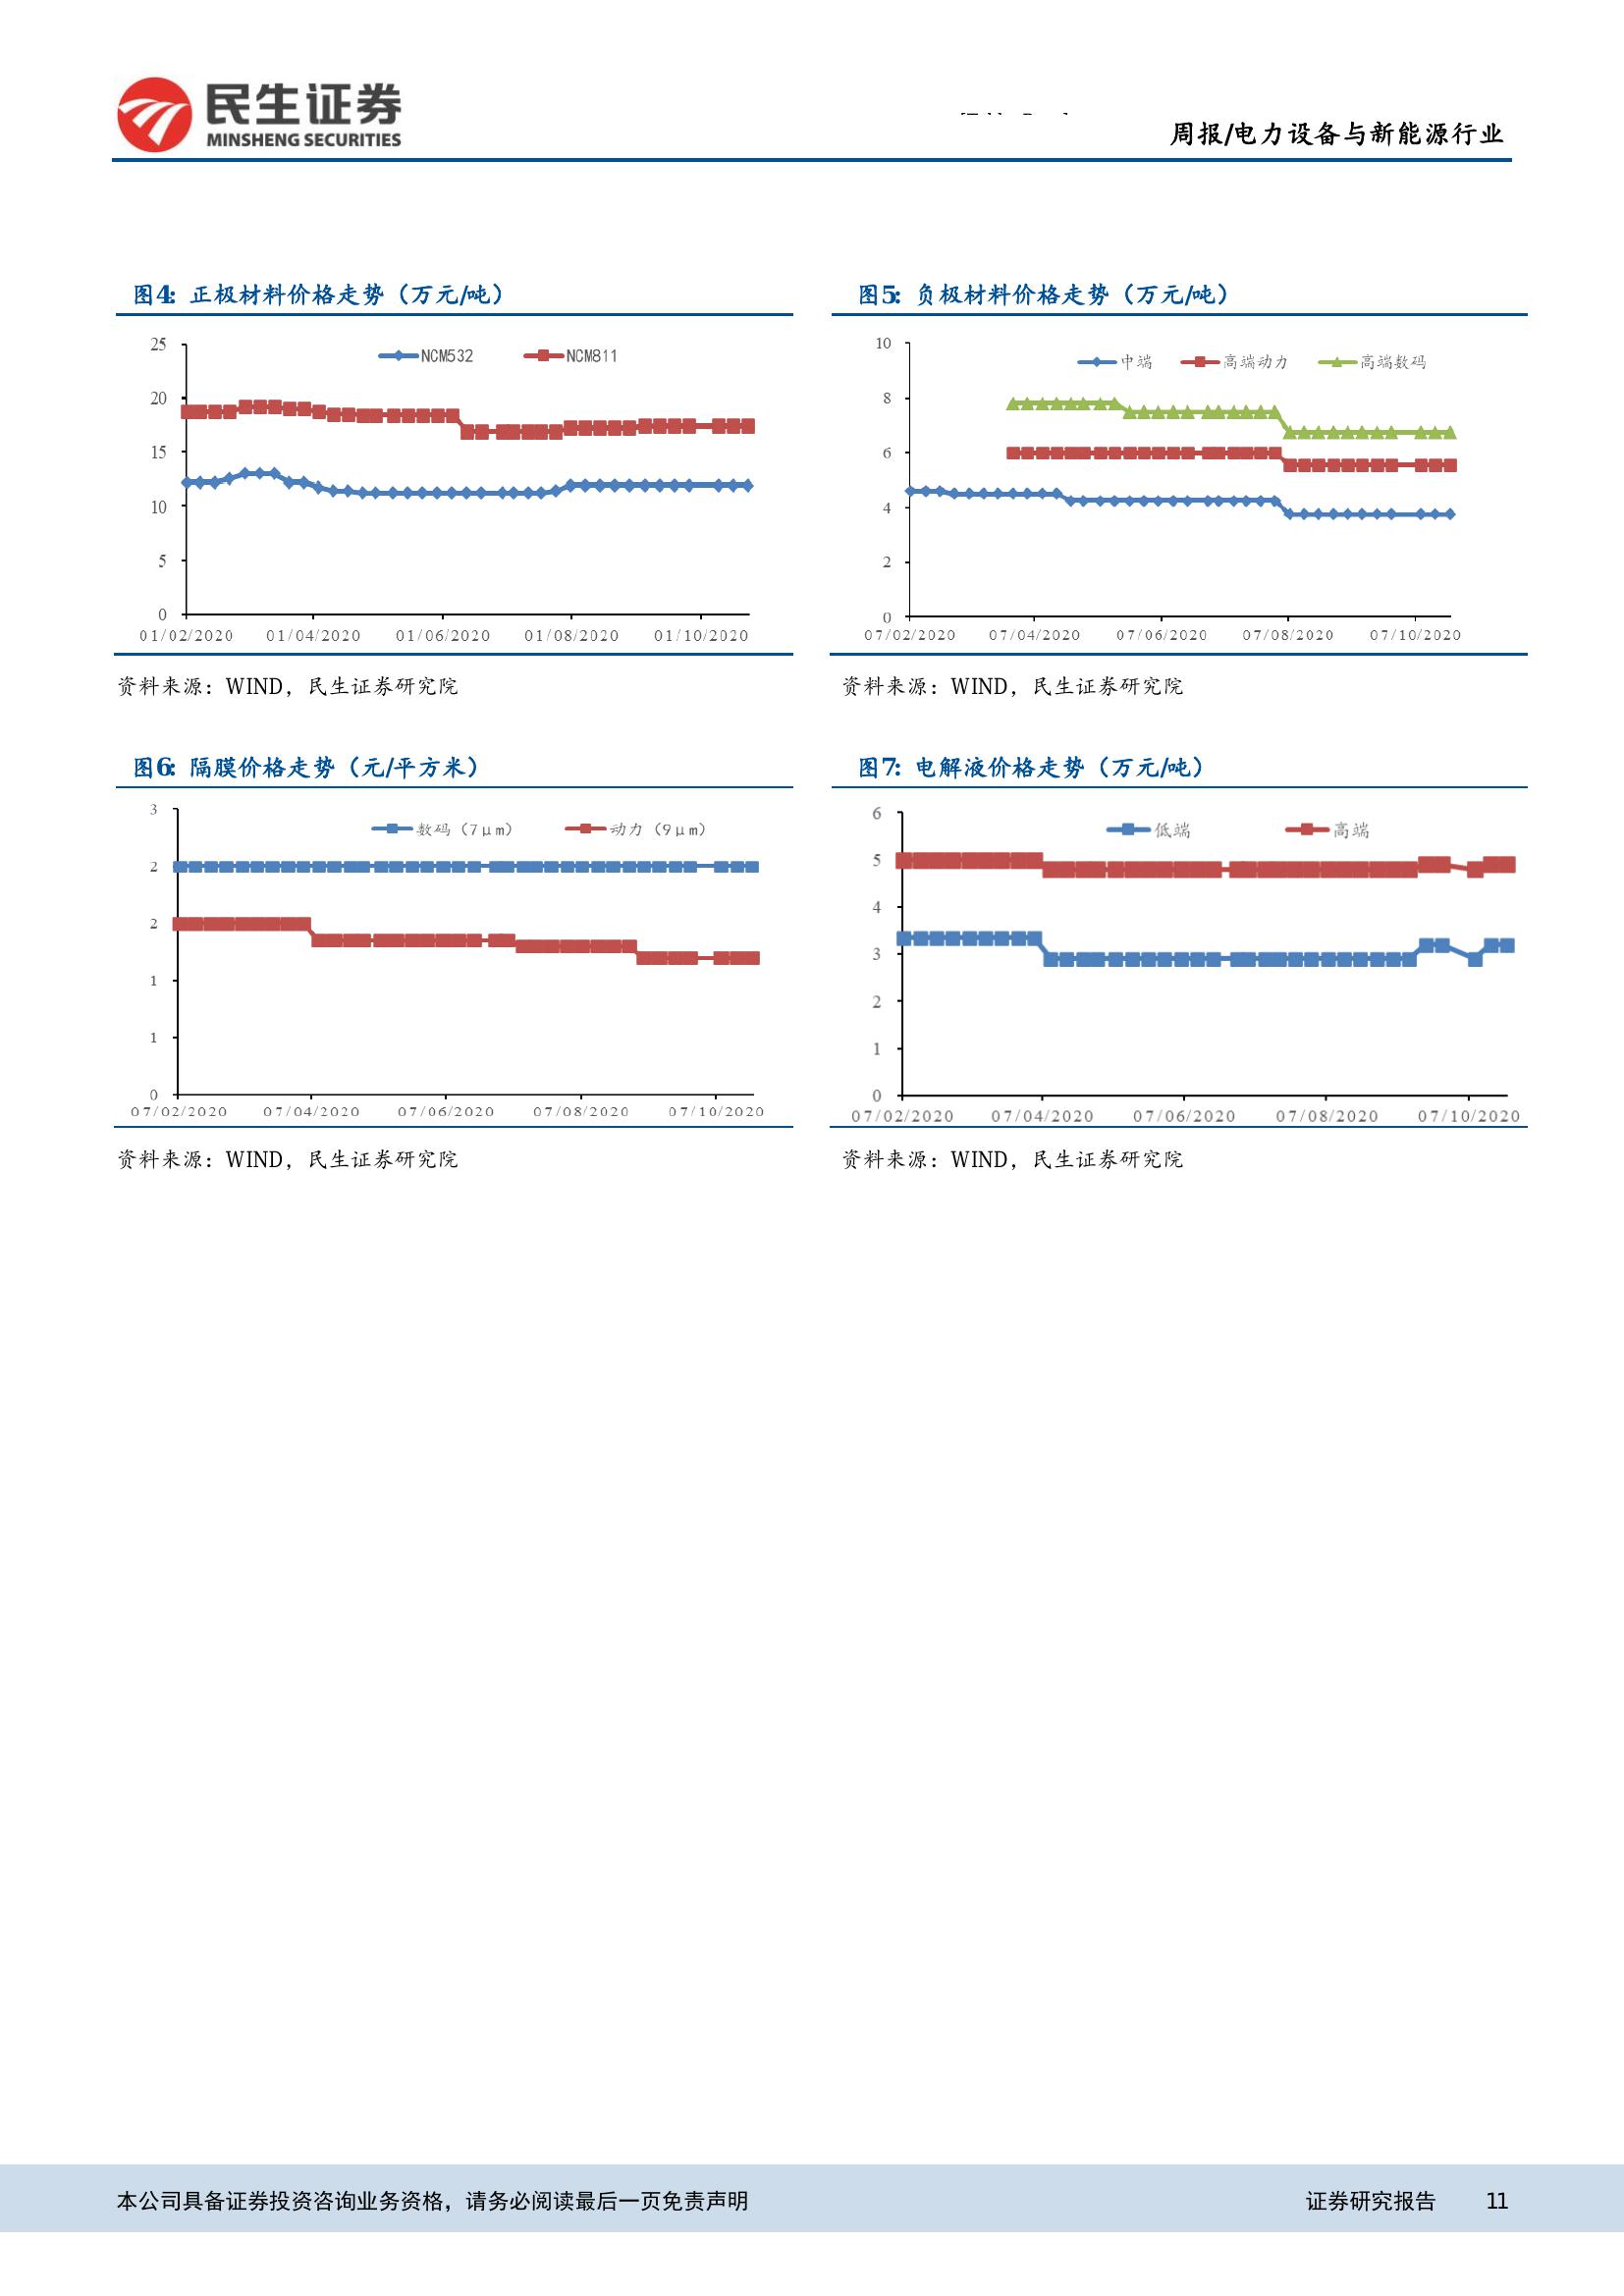 民生证券
MINSHENG SECURITIES
周报/电力设备与新能源行业
图4: 正极材料价格走势（万元/吨）
25
20
15
10
5
0
NCM532
NCM811
01/02/2020 01/04/2020 01/06/2020 01/08/2020 01/10/2020
资料来源：WIND，民生证券研究院
图5: 负极材料价格走势（万元/吨）
10
8
6
4
2
0
中端
高端动力
高端数码
07/02/2020 07/04/2020 07/06/2020 07/08/2020 07/10/2020
资料来源：WIND，民生证券研究院
图6: 隔膜价格走势（元/平方米）
3
2
2
1
1
0
数码（7μm）
动力（9μm）
07/02/2020 07/04/2020 07/06/2020 07/08/2020 07/10/2020
资料来源：WIND，民生证券研究院
图7: 电解液价格走势（万元/吨）
6
5
4
3
2
1
0
低端
高端
07/02/2020 07/04/2020 07/06/2020 07/08/2020 07/10/2020
资料来源：WIND，民生证券研究院
本公司具备证券投资咨询业务资格，请务必阅读最后一页免责声明
证券研究报告 11